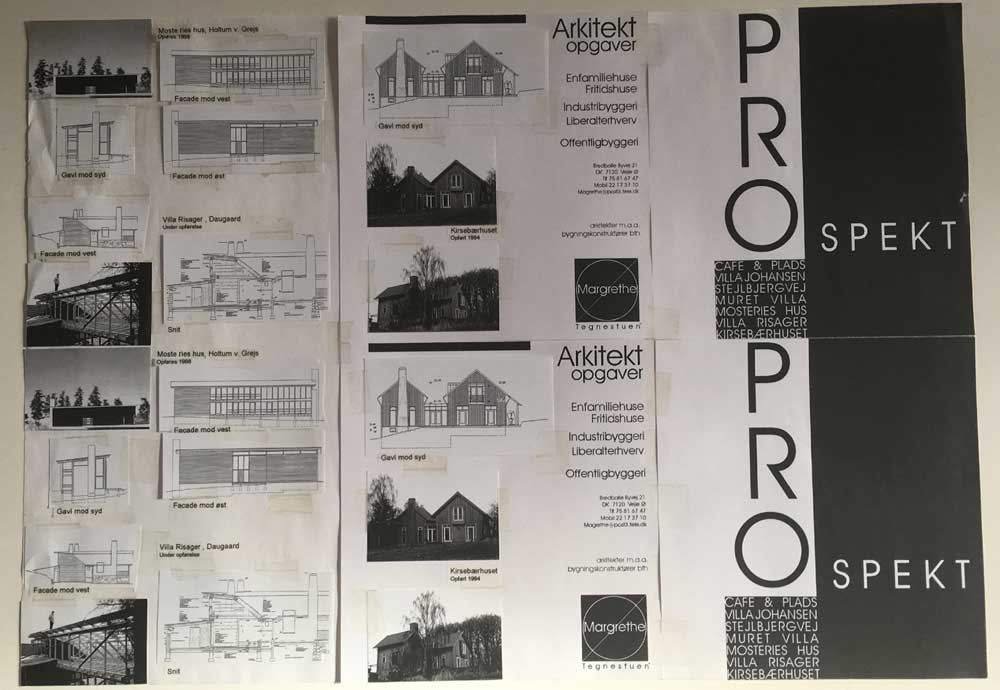 Moste ries hus, Holtum v. Grejs
Opføres 1998
Facade mod vest
Gavl mod syd
Facade mod øst
Villa Risager , Daugaard
Under opførelse
Facade mod vest
Snit
Gavl mod syd
Kirsebærhuset
Opført 1994
Arkitekt
opgaver
Enfamiliehuse
Fritidshuse
Industribyggeri
Liberalterhverv
Offentligbyggeri
Bredballe Byvej 21
DK. 7120. Vejle Ø
Tlf 75 81 67 47
Mobil 22 17 37 10
Magrethe@post3.tele.dk
arkitekter m.a.a.
bygningskonstruktører bth
Margrethe
Tegnestuen
PRO
SPEKT
CAFE & PLADS
VILLA JOHANSEN
STEJLBJERGVEJ
MURET VILLA
MOSTERIES HUS
VILLA RISAGER
KIRSEBÆRHUSET
Moste ries hus, Holtum v. Grejs
Opføres 1998
Facade mod vest
Gavl mod syd
Facade mod øst
Villa Risager , Daugaard
Under opførelse
Facade mod vest
Snit
Gavl mod syd
Kirsebærhuset
Opført 1994
Arkitekt
opgaver
Enfamiliehuse
Fritidshuse
Industribyggeri
Liberalterhverv
Offentligbyggeri
Bredballe Byvej 21
DK. 7120. Vejle Ø
Tlf 75 81 67 47
Mobil 22 17 37 10
Magrethe@post3.tele.dk
arkitekter m.a.a.
bygningskonstruktører bth
Margrethe
Tegnestuen
PRO
SPEKT
CAFE & PLADS
VILLA JOHANSEN
STEJLBJERGVEJ
MURET VILLA
MOSTERIES HUS
VILLA RISAGER
KIRSEBÆRHUSET